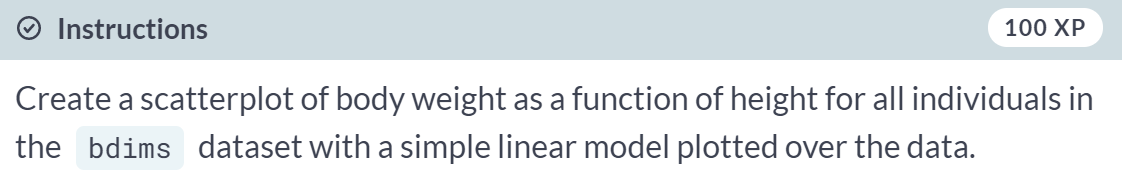 Instructions
100 XP
Create a scatterplot of body weight as a function of height for all individuals in
the bdims dataset with a simple linear model plotted over the data.